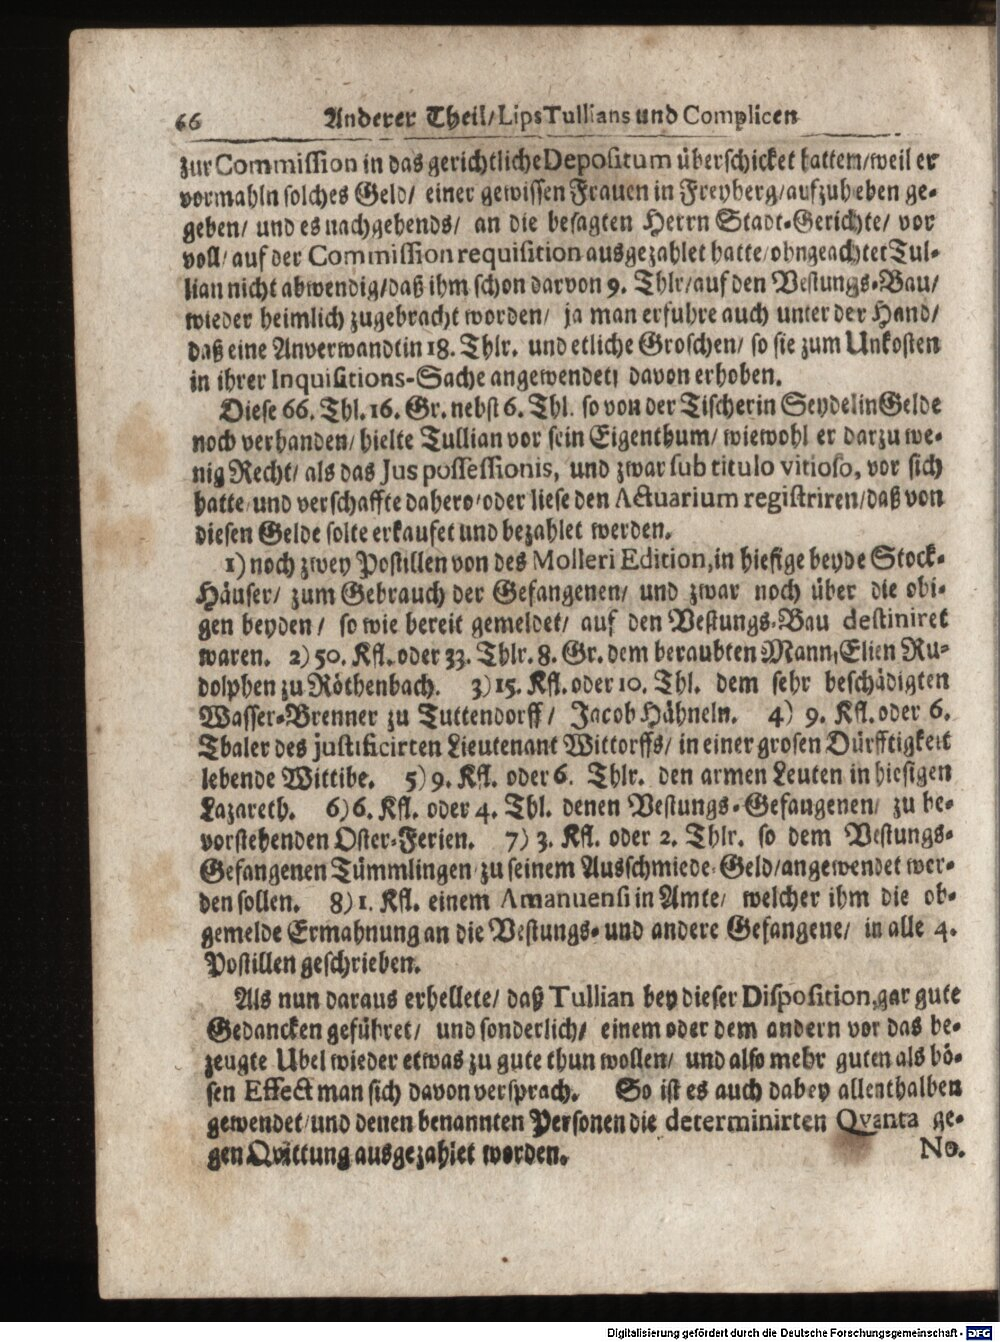 66 Anderer Theil/Lips Tullians und Complicen
zur Commission in das gerichtliche Depositum überschicket hatten/weil er
vormahln solches Geld/ einer gewissen Frauen in Freyberg/aufzuheben ge-
geben/ und es nachgehends/ an die besagten Herrn Stadt-Gerichte/ vor
voll/ auf der Commission requisition ausgezahlet hatte/ohngeachtet Tul-
lian nicht abwendig/daß ihm schon darvon 9. Thlr/auf den Vestungs-Bau/
wieder heimlich zugebracht worden/ ja man erfuhre auch unter der Hand/
daß eine Anverwandtin 18. Thlr. und etliche Groschen/ so sie zum Unkosten
in ihrer Inquisitions-Sache angewendet/ davon erhoben.
Diese 66. Thl. 16. Gr. nebst 6. Thl. so von der Tischerin Seydelin Gelde
noch verhanden/ hielte Tullian vor sein Eigenthum/ wiewohl er darzu we-
nig Recht/ als das Jus possessionis, und zwar sub titulo vitioso, vor sich
hatte/und verschaffte dahero/oder liese den Actuarium registriren/daß von
diesen Gelde solte erkaufet und bezahlet werden.
1) noch zwey Postillen von des Molleri Edition, in hiesige beyde Stock-
Häuser/ zum Gebrauch der Gefangenen/ und zwar noch über die obi-
gen beyden/ so wie bereit gemeldet/ auf den Vestungs-Bau destiniret
waren. 2) 50. Kfl. oder 33. Thlr. 8. Gr. dem beraubten Mann, Elien Ru-
dolphen zu Röthenbach. 3) 15. Kfl. oder 10. Thl. dem sehr beschädigten
Wasser-Brenner zu Tuttendorff/ Jacob Hähneln. 4) 9. Kfl. oder 6.
Thaler des justificirten Lieutenant Wittorffs/ in einer grosen Dürfftigkeit
lebende Wittibe. 5) 9. Kfl. oder 6. Thlr. den armen Leuten in hiesigen
Lazareth. 6) 6. Kfl. oder 4. Thl. denen Vestungs-Gefangenen/ zu be-
vorstehenden Oster-Ferien. 7) 3. Kfl. oder 2. Thlr. so dem Vestungs-
Gefangenen Tümmlingen/zu seinem Ausschmiede-Geld/angewendet wer-
den sollen. 8) 1. Kfl. einem Amanuensi in Amte/ welcher ihm die ob-
gemelde Ermahnung an die Vestungs- und andere Gefangene/ in alle 4.
Postillen geschrieben.
Als nun daraus erhellete/ daß Tullian bey dieser Disposition, gar gute
Gedancken geführet/ und sonderlich/ einem oder dem andern vor das be-
zeugte Ubel wieder etwas zu gute thun wollen/ und also mehr guten als bö-
sen Effect man sich davon versprach. So ist es auch dabey allenthalben
gewendet/und denen benannten Personen die determinirten Qvanta ge-
gen Qvittung ausgezahlet worden.
No.
Digitalisierung gefördert durch die Deutsche Forschungsgemeinschaft - DFG